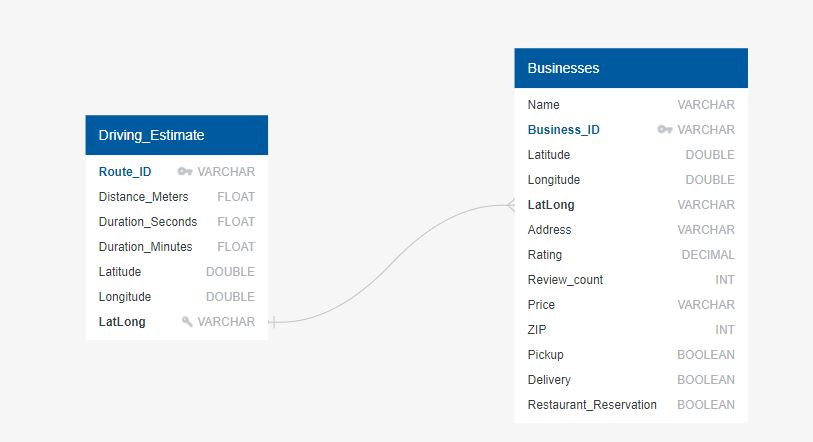 Driving_Estimate
Route_ID VARCHAR
Distance_Meters FLOAT
Duration_Seconds FLOAT
Duration_Minutes FLOAT
Latitude DOUBLE
Longitude DOUBLE
LatLong VARCHAR
Businesses
Name VARCHAR
Business_ID VARCHAR
Latitude DOUBLE
Longitude DOUBLE
LatLong VARCHAR
Address VARCHAR
Rating DECIMAL
Review_count INT
Price VARCHAR
ZIP INT
Pickup BOOLEAN
Delivery BOOLEAN
Restaurant_Reservation BOOLEAN